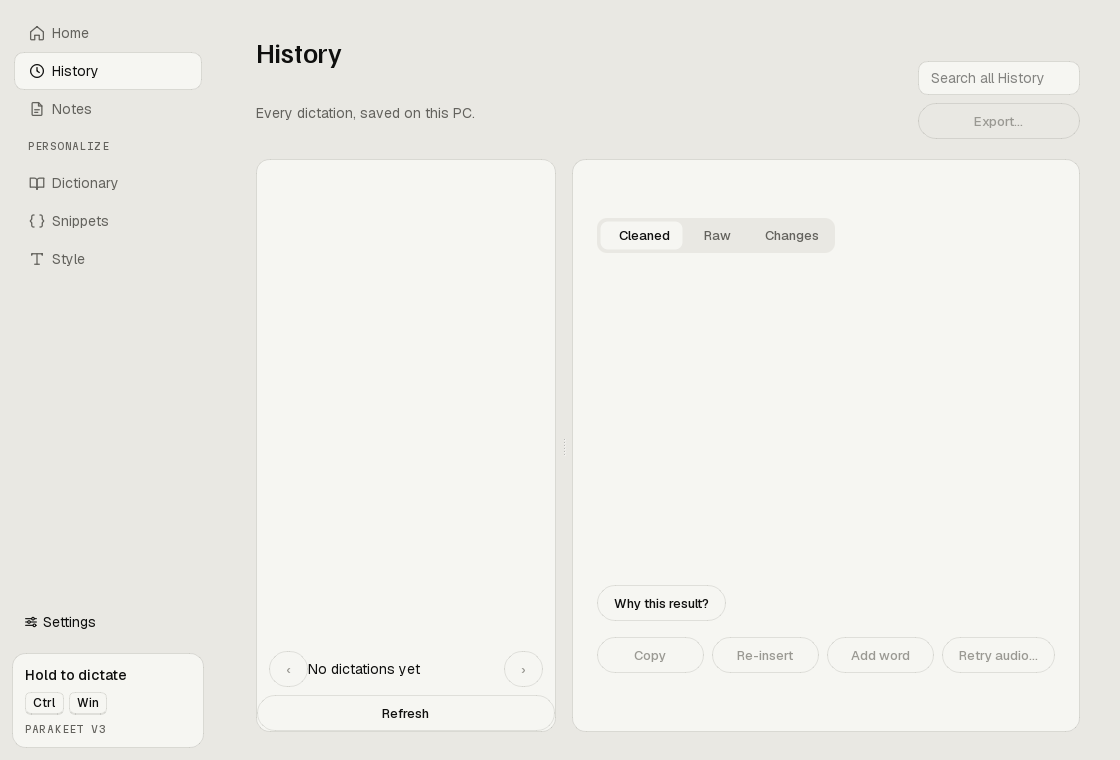 Home
History
Notes
PERSONALIZE
Dictionary
Snippets
Style
Settings
Hold to dictate
Ctrl Win
PARAKEET V3
History
Every dictation, saved on this PC.
Search all History
Export...
‹ No dictations yet ›
Refresh
Cleaned Raw Changes
Why this result?
Copy Re-insert Add word Retry audio...